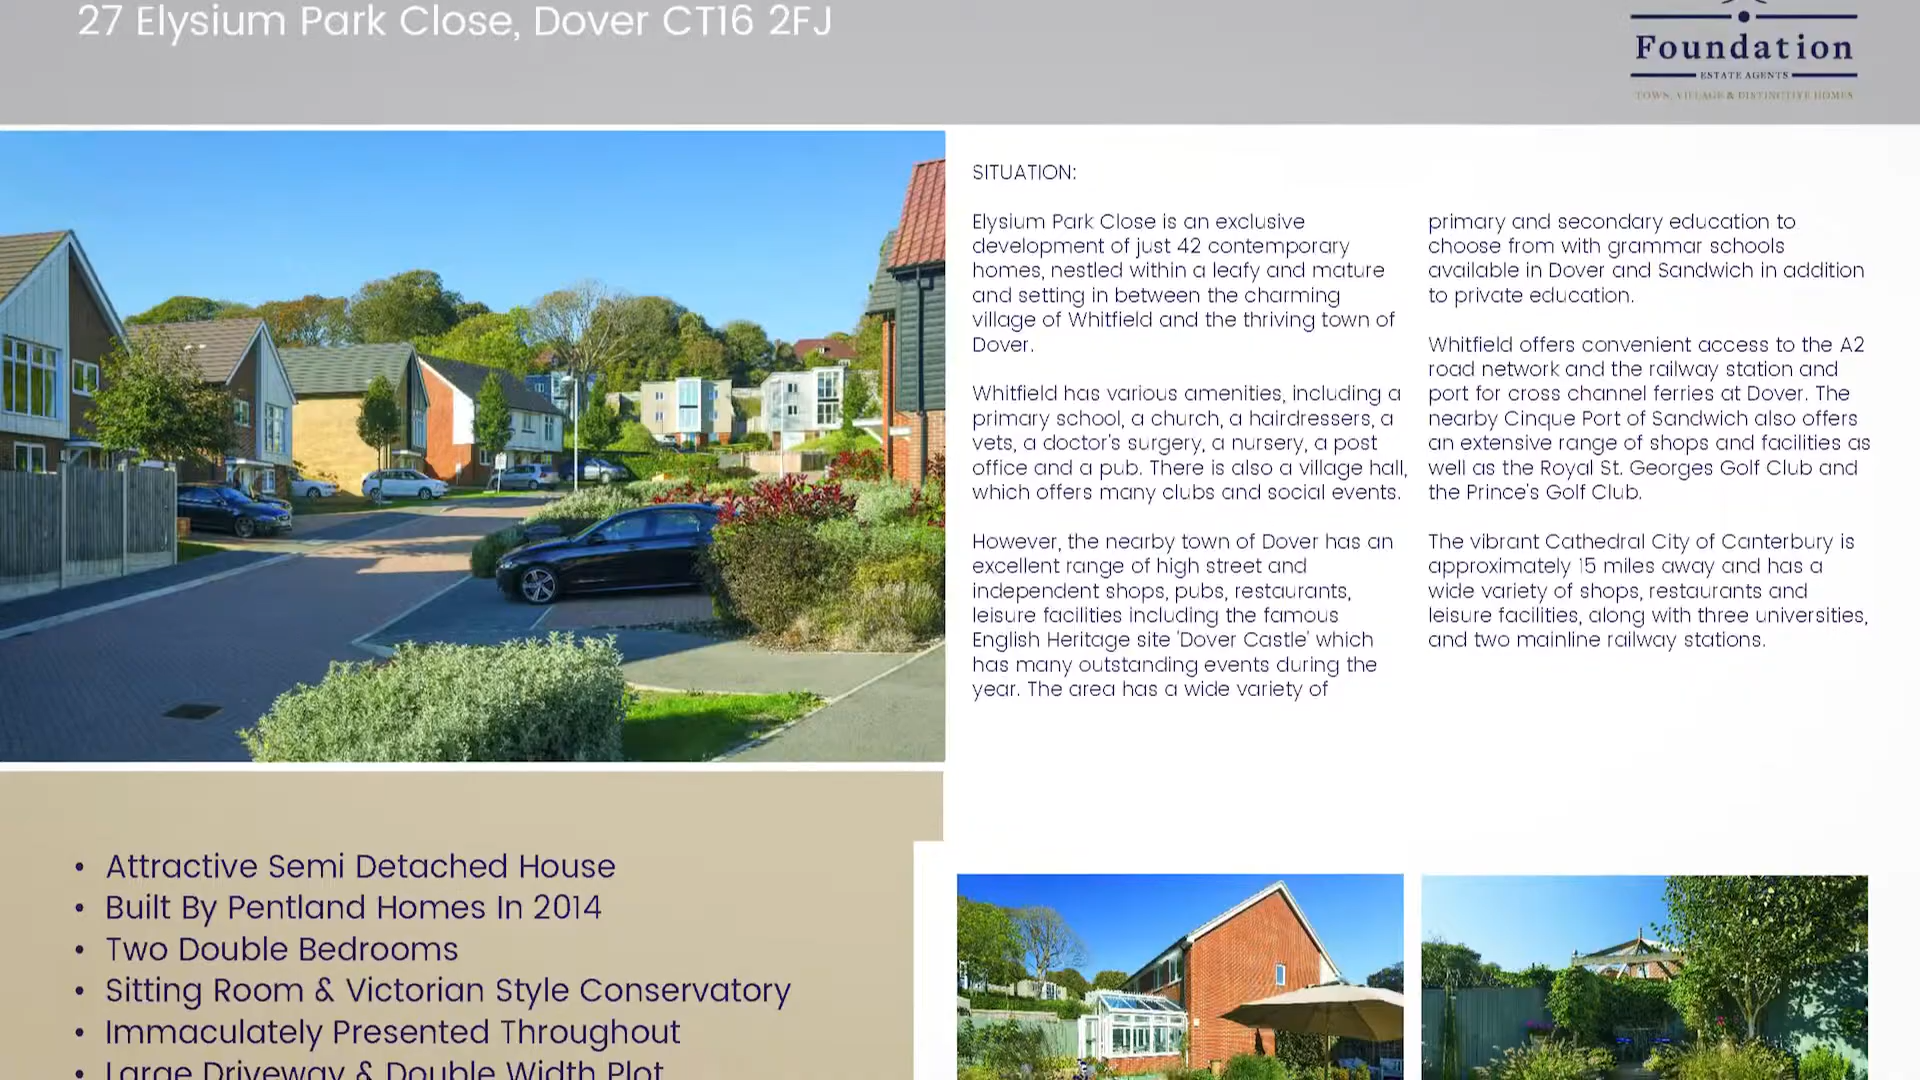 27 Elysium Park Close, Dover CT16 2FJ
Foundation
ESTATE AGENTS
TOWN, VILLAGE & DISTINCTIVE HOMES
SITUATION:
Elysium Park Close is an exclusive
development of just 42 contemporary
homes, nestled within a leafy and mature
and setting in between the charming
village of Whitfield and the thriving town of
Dover.
Whitfield has various amenities, including a
primary school, a church, a hairdressers, a
vets, a doctor's surgery, a nursery, a post
office and a pub. There is also a village hall,
which offers many clubs and social events.
However, the nearby town of Dover has an
excellent range of high street and
independent shops, pubs, restaurants,
leisure facilities including the famous
English Heritage site 'Dover Castle' which
has many outstanding events during the
year. The area has a wide variety of
primary and secondary education to
choose from with grammar schools
available in Dover and Sandwich in addition
to private education.
Whitfield offers convenient access to the A2
road network and the railway station and
port for cross channel ferries at Dover. The
nearby Cinque Port of Sandwich also offers
an extensive range of shops and facilities as
well as the Royal St. Georges Golf Club and
the Prince's Golf Club.
The vibrant Cathedral City of Canterbury is
approximately 15 miles away and has a
wide variety of shops, restaurants and
leisure facilities, along with three universities,
and two mainline railway stations.
• Attractive Semi Detached House
• Built By Pentland Homes In 2014
• Two Double Bedrooms
• Sitting Room & Victorian Style Conservatory
• Immaculately Presented Throughout
• Large Driveway & Double Width Plot